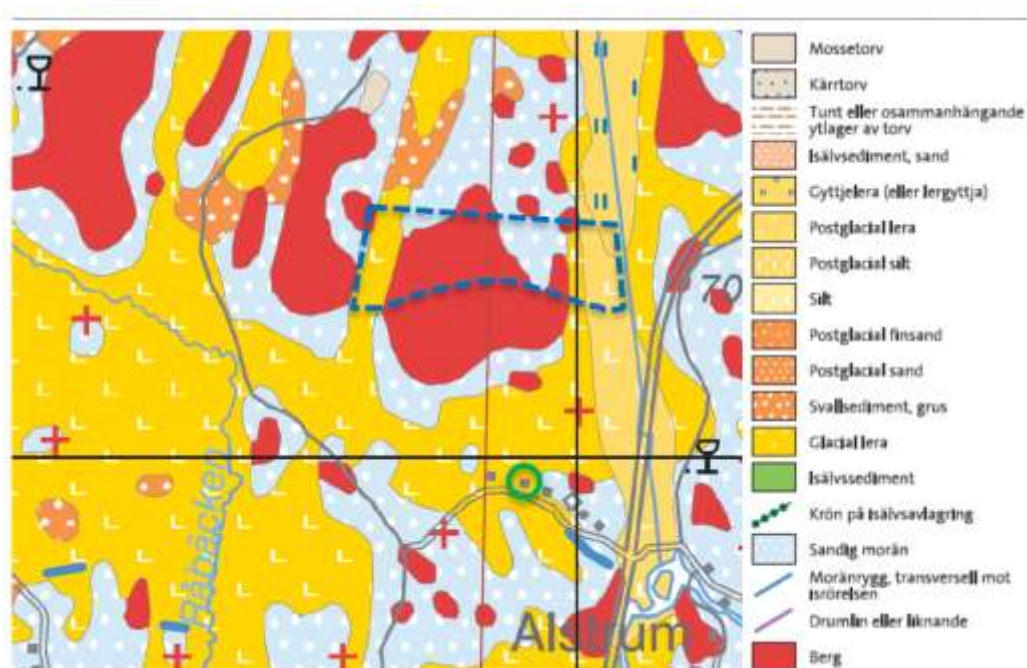 70
Råbäcken
Alstrum
Mossetorv
Kärrtorv
Tunt eller osammanhängande
ytlager av torv
Isälvsediment, sand
Gyttjelera (eller lergyttja)
Postglacial lera
Postglacial silt
Silt
Postglacial finsand
Postglacial sand
Svallsediment, grus
Glacial lera
Isälvssediment
Krön på isälvsavlagring
Sandig morän
Moränrygg, transversell mot
isrörelsen
Drumlin eller liknande
Berg